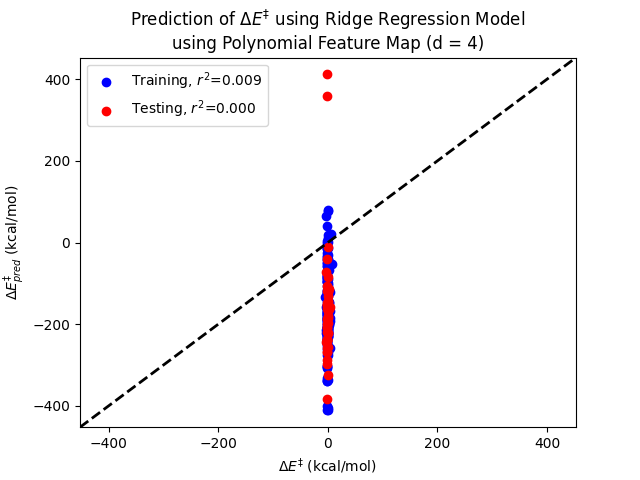 Prediction of ΔE‡ using Ridge Regression Model
using Polynomial Feature Map (d = 4)
Training, r²=0.009
Testing, r²=0.000
ΔE‡pred (kcal/mol)
400
200
0
−200
−400
−400
−200
0
200
400
ΔE‡ (kcal/mol)